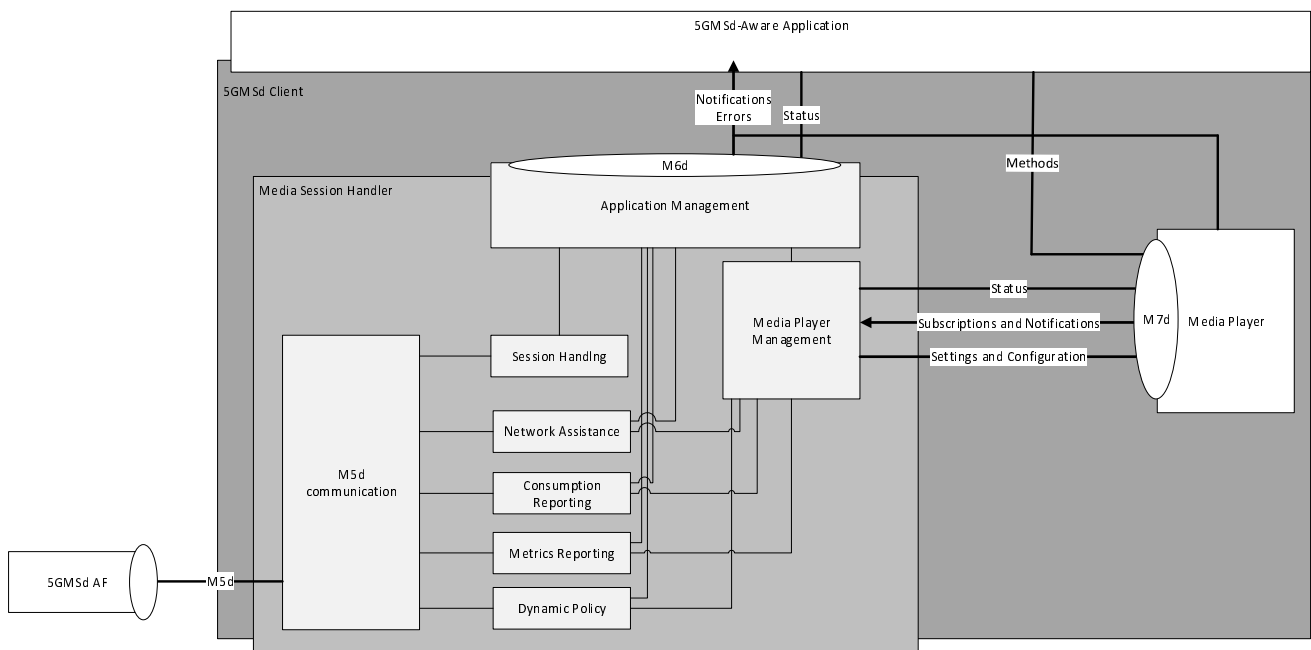 5GMSd-Aware Application
5GMSd Client
Notifications
Errors
Status
Methods
M6d
Media Session Handler
Application Management
Media Player
Management
Status
Subscriptions and Notifications
Settings and Configuration
M7d
Media Player
Session Handlng
Network Assistance
M5d
communication
Consumption
Reporting
Metrics Reporting
Dynamic Policy
5GMSd AF
M5d